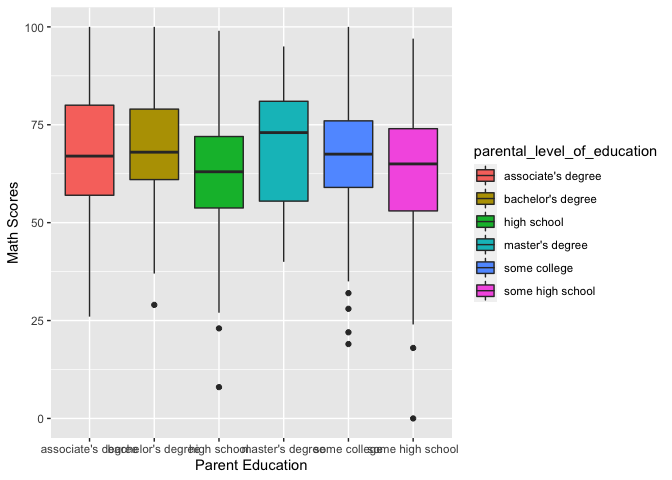 100
75
50
25
0
Math Scores
associate's degree bachelor's degree high school master's degree some college some high school
Parent Education
parental_level_of_education
associate's degree
bachelor's degree
high school
master's degree
some college
some high school